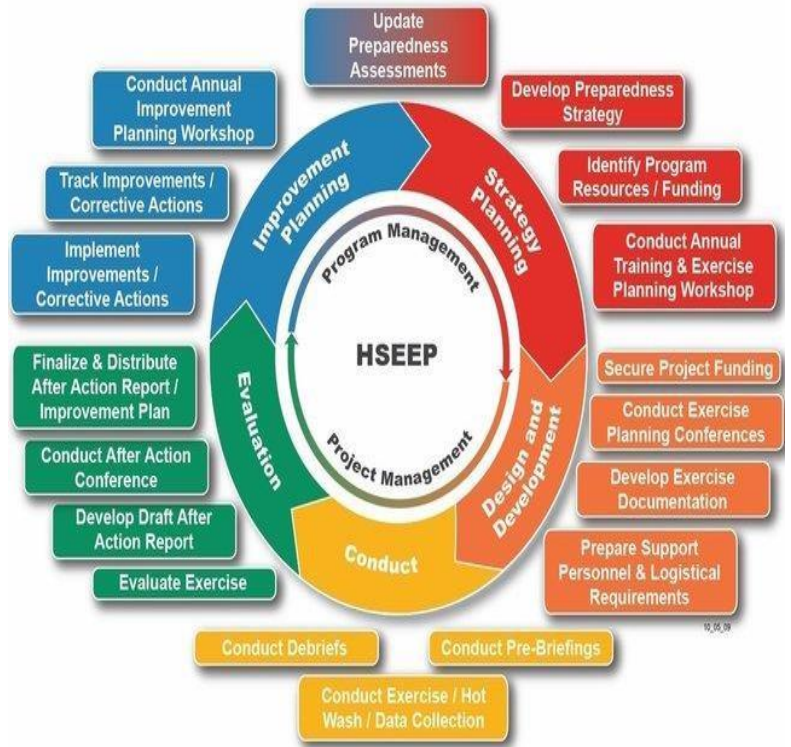 Update
Preparedness
Assessments
Develop Preparedness
Strategy
Identify Program
Resources / Funding
Conduct Annual
Training & Exercise
Planning Workshop
Secure Project Funding
Conduct Exercise
Planning Conferences
Develop Exercise
Documentation
Prepare Support
Personnel & Logistical
Requirements
10_05_09
Conduct Pre-Briefings
Conduct Exercise / Hot
Wash / Data Collection
Conduct Debriefs
Evaluate Exercise
Develop Draft After
Action Report
Conduct After Action
Conference
Finalize & Distribute
After Action Report /
Improvement Plan
Implement
Improvements /
Corrective Actions
Track Improvements /
Corrective Actions
Conduct Annual
Improvement
Planning Workshop
Strategy
Planning
Design and
Development
Conduct
Evaluation
Improvement
Planning
Program Management
HSEEP
Project Management